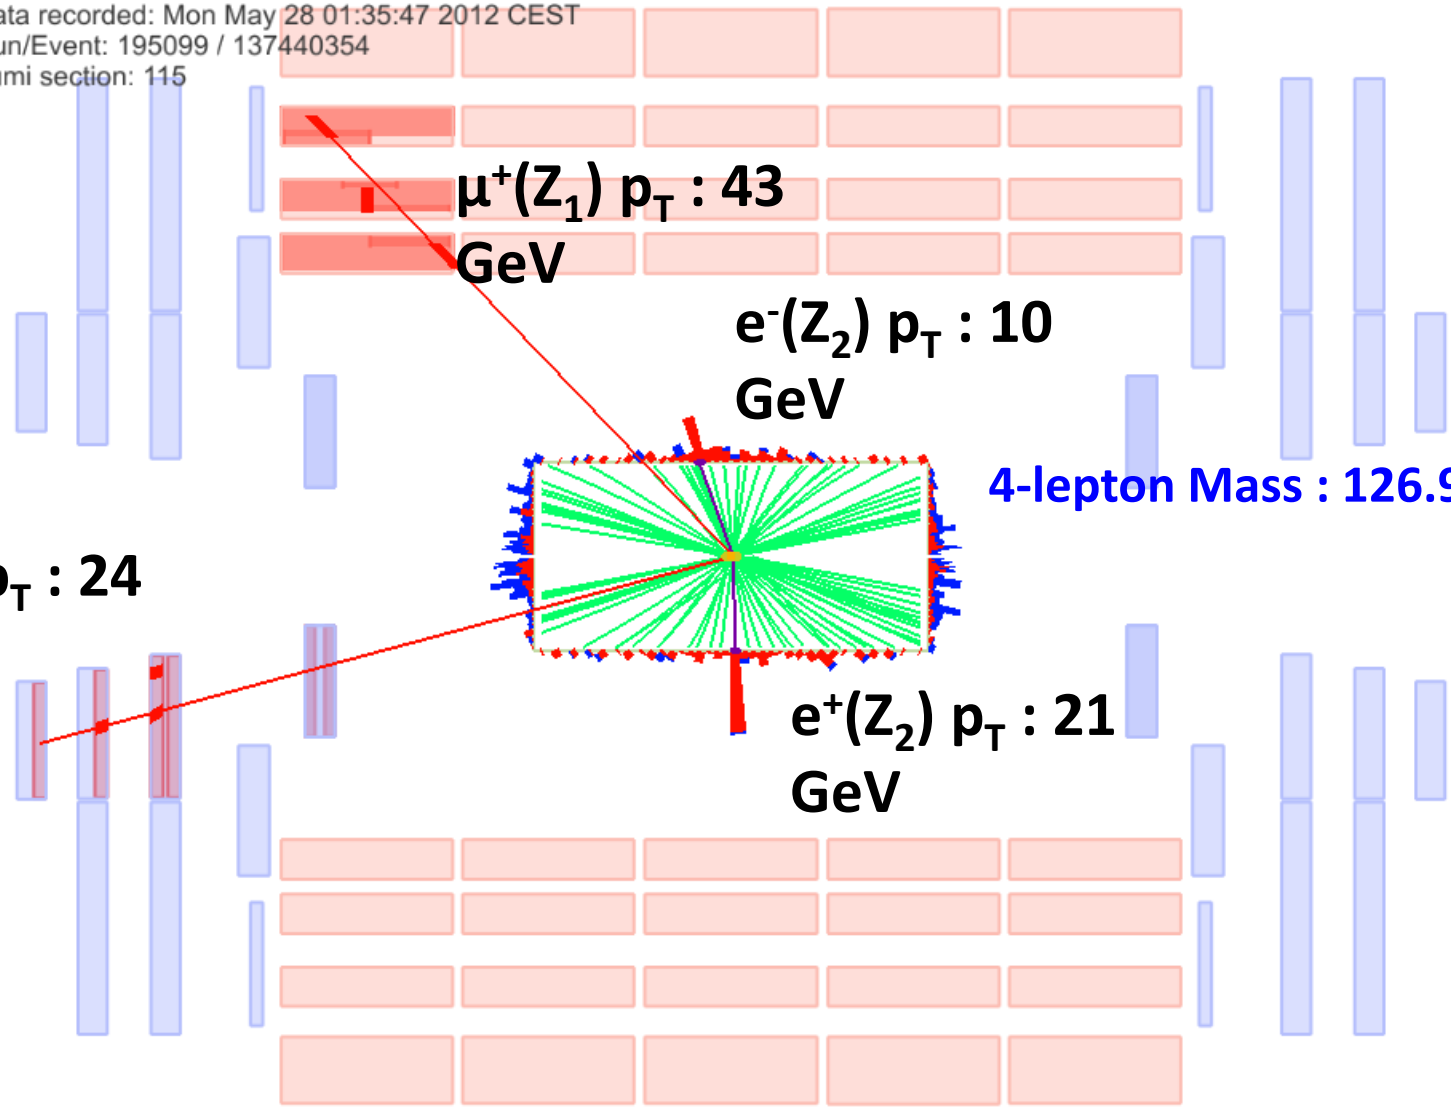 ata recorded: Mon May 28 01:35:47 2012 CEST
un/Event: 195099 / 137440354
umi section: 115
μ⁺(Z₁) p_T : 43
GeV
e⁻(Z₂) p_T : 10
GeV
4-lepton Mass : 126.9
p_T : 24
e⁺(Z₂) p_T : 21
GeV